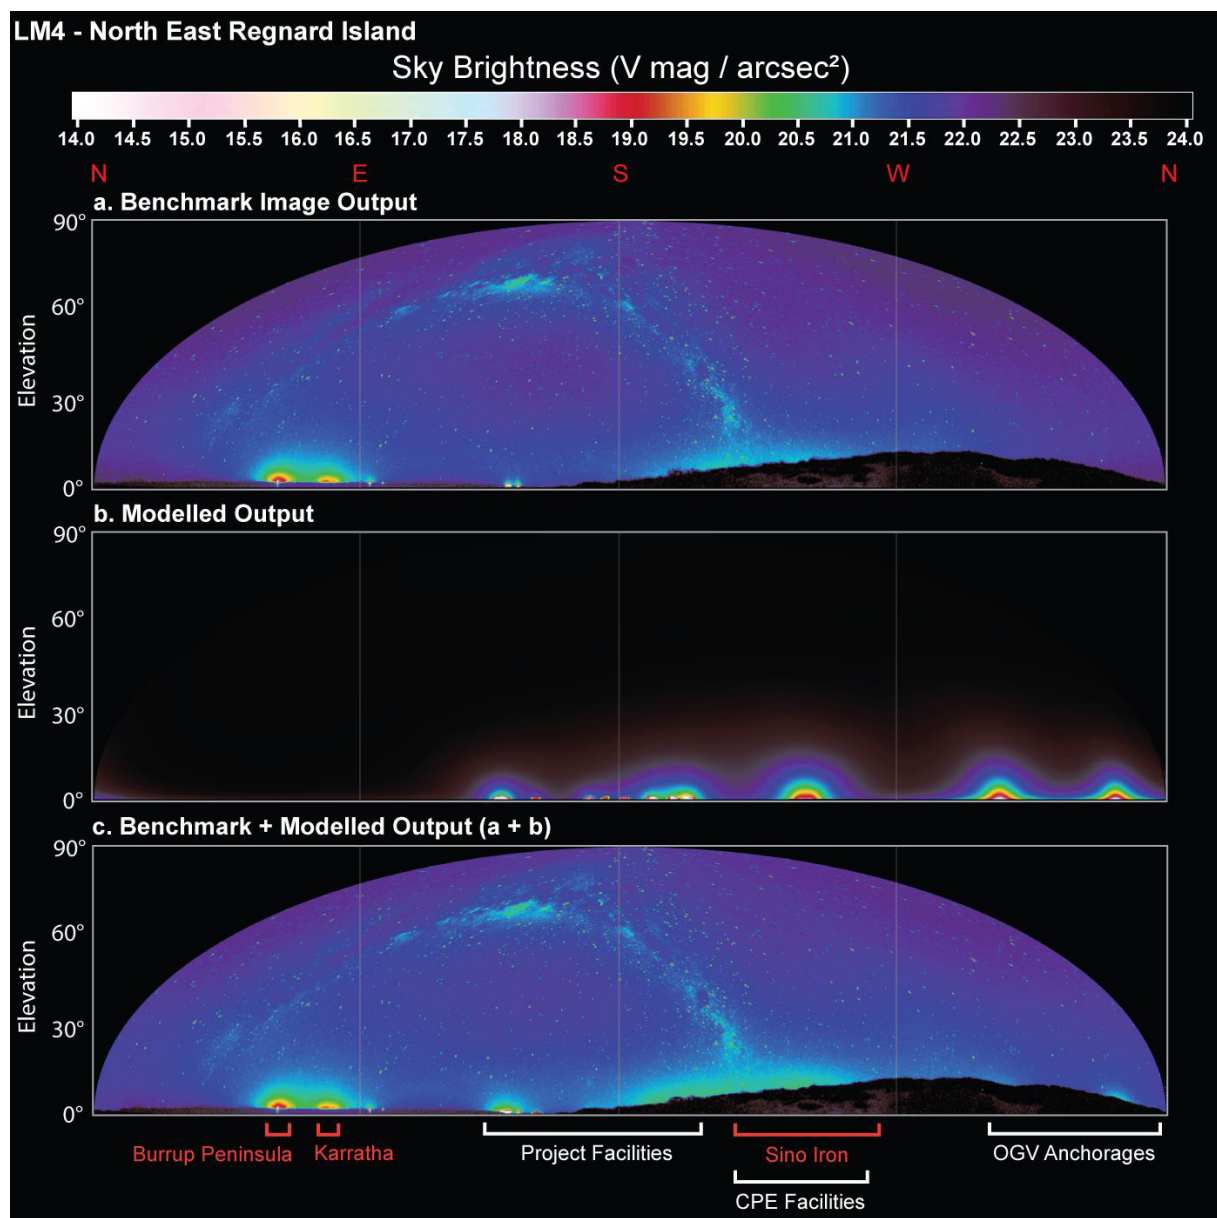 LM4 - North East Regnard Island
Sky Brightness (V mag / arcsec²)
14.0 14.5 15.0 15.5 16.0 16.5 17.0 17.5 18.0 18.5 19.0 19.5 20.0 20.5 21.0 21.5 22.0 22.5 23.0 23.5 24.0
N E S W N
a. Benchmark Image Output
90°
60°
30°
0°
Elevation
b. Modelled Output
90°
60°
30°
0°
Elevation
c. Benchmark + Modelled Output (a + b)
90°
60°
30°
0°
Elevation
Burrup Peninsula Karratha Project Facilities Sino Iron OGV Anchorages
CPE Facilities